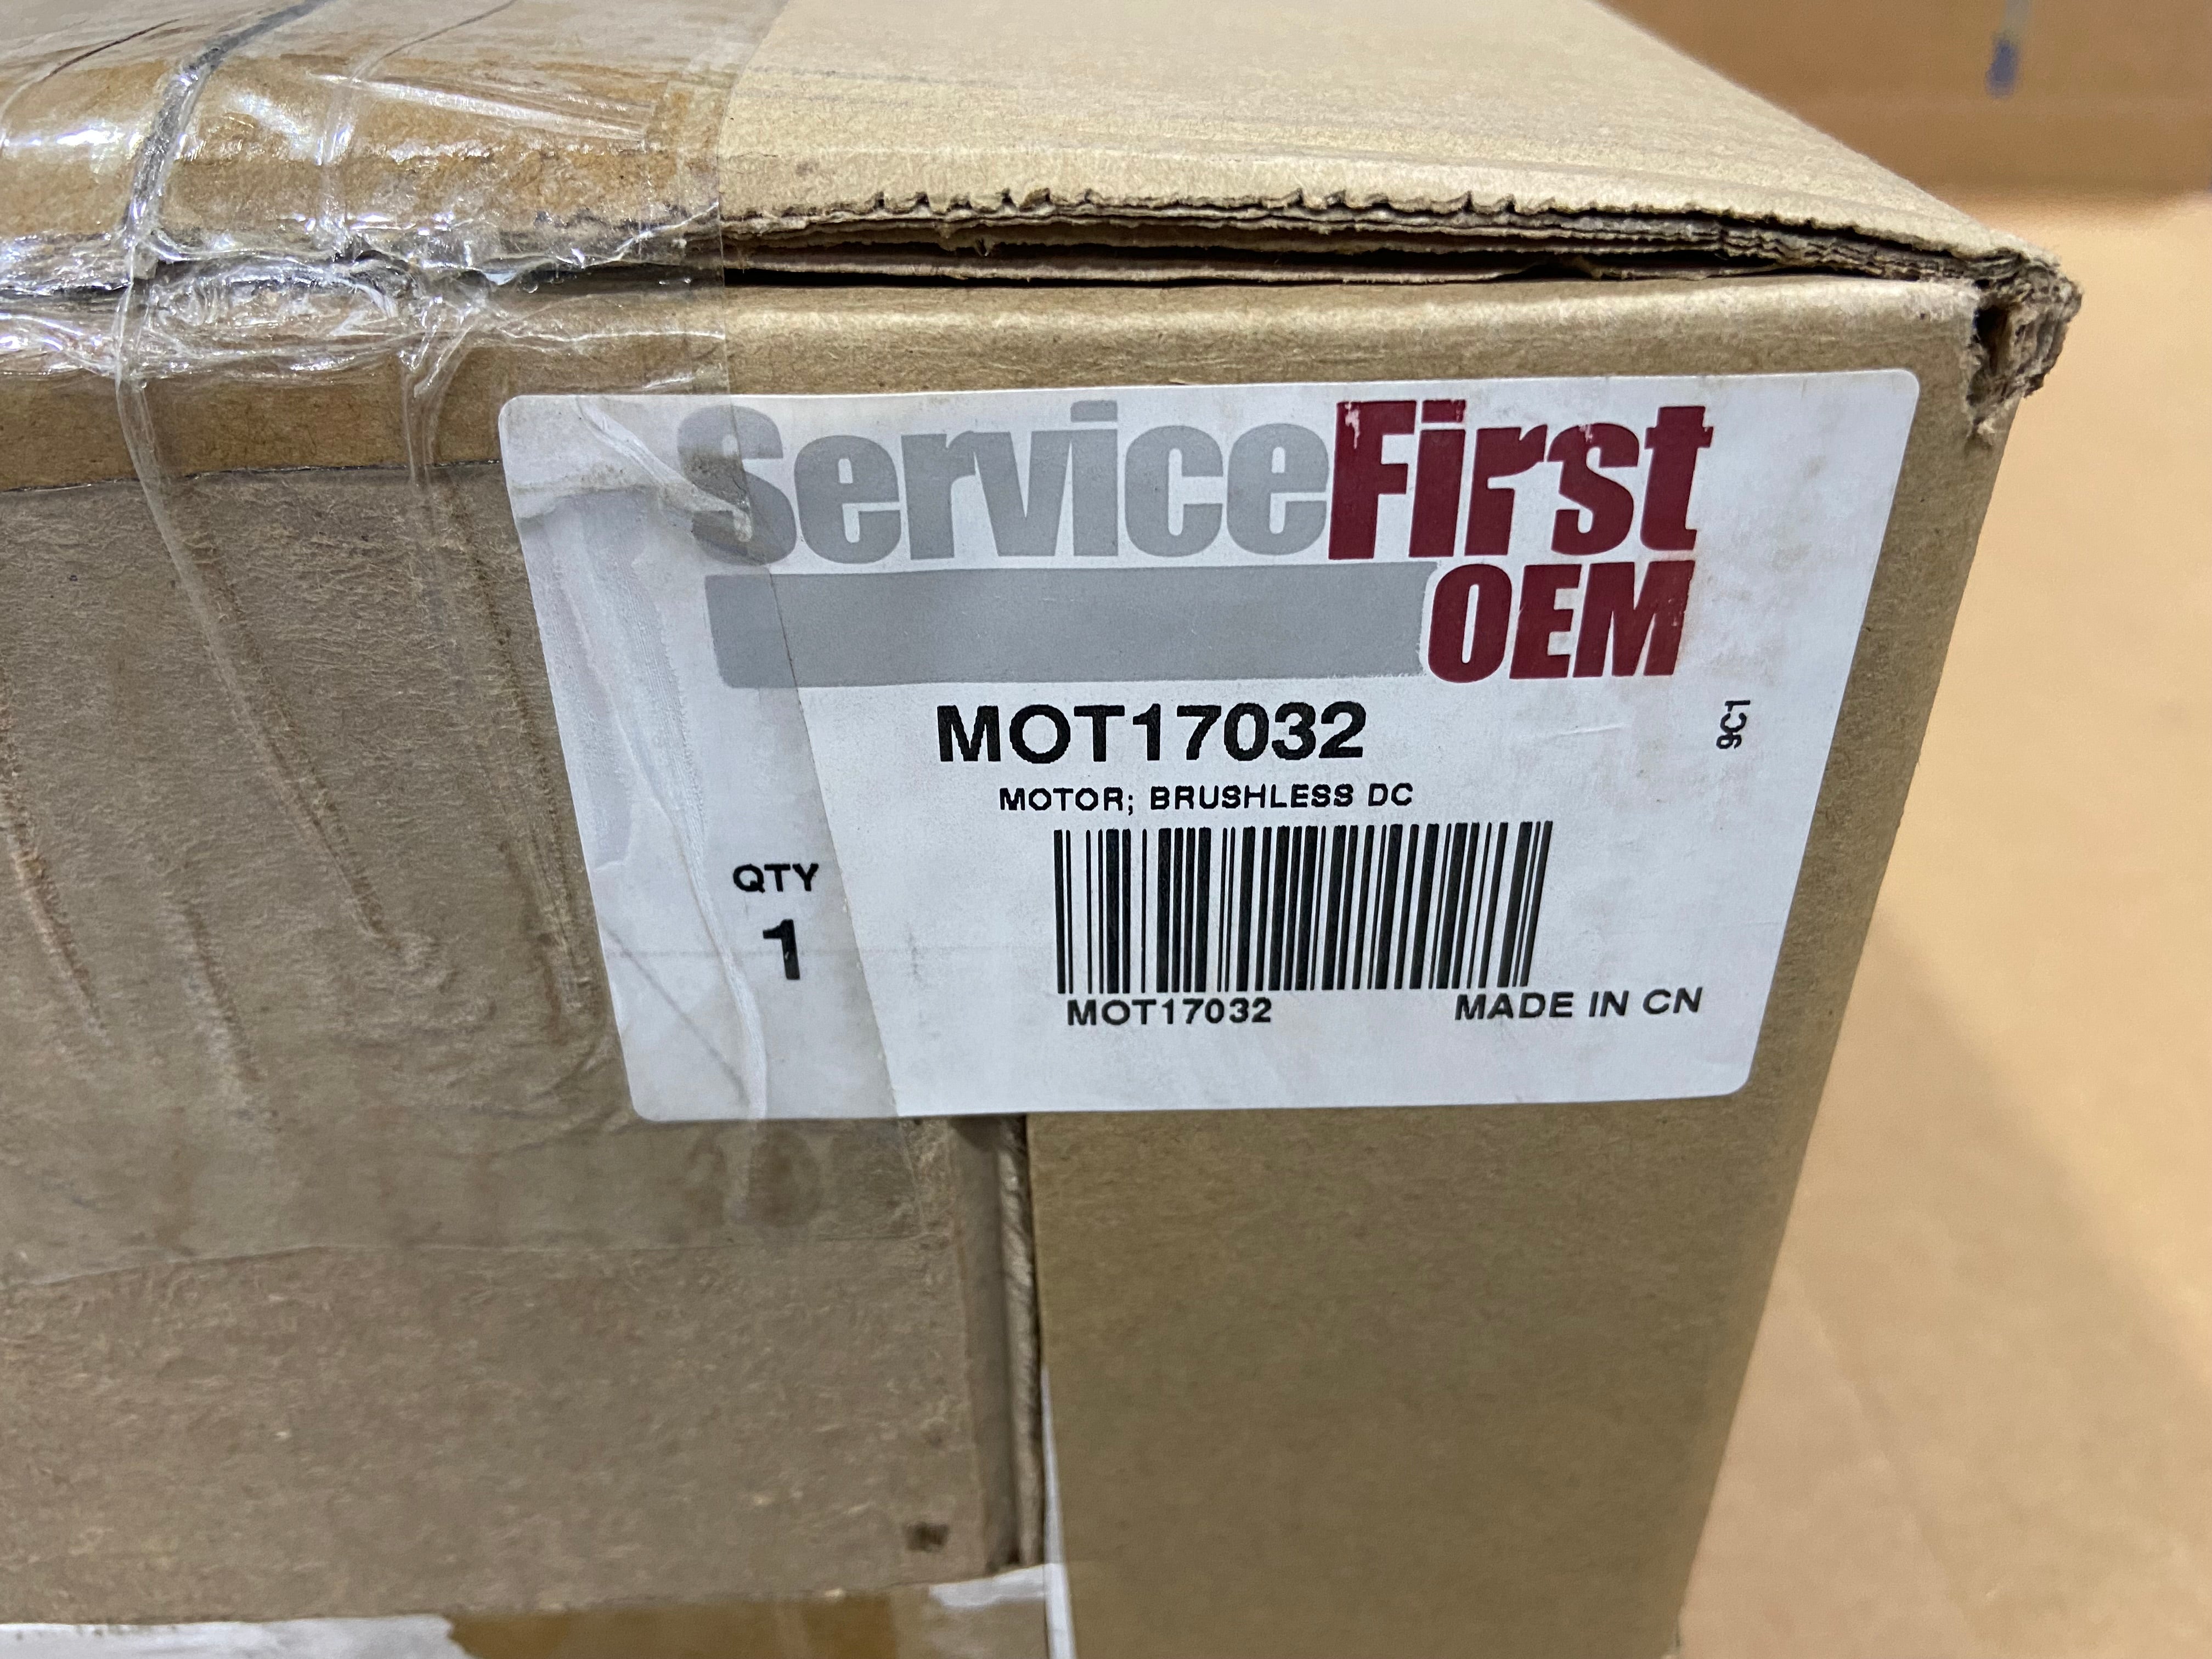 ServiceFirst
OEM
MOT17032
9C1
MOTOR; BRUSHLESS DC
QTY
1
MOT17032
MADE IN CN